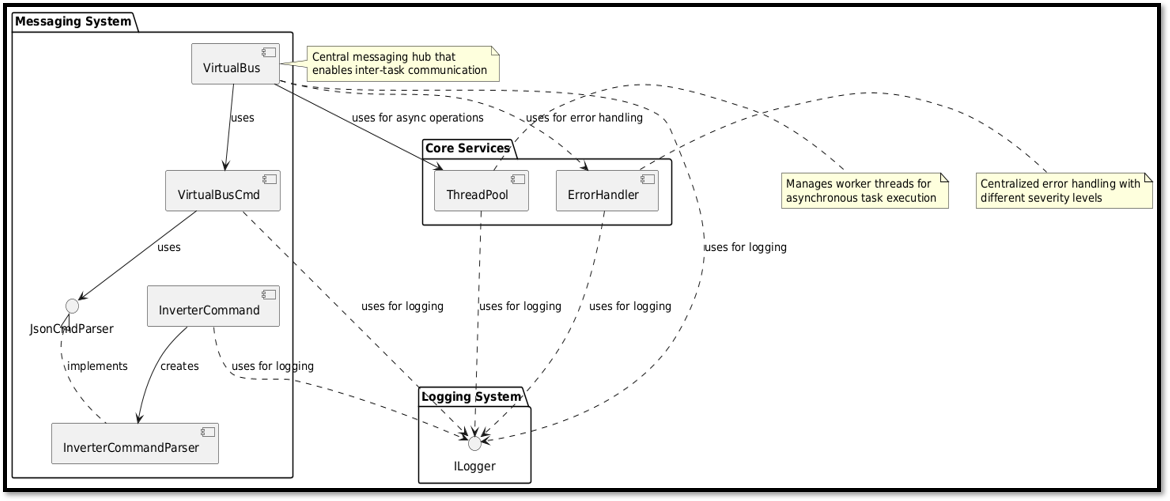 Messaging System
VirtualBus
Central messaging hub that
enables inter-task communication
uses
uses for async operations
uses for error handling
Core Services
VirtualBusCmd
ThreadPool
ErrorHandler
Manages worker threads for
asynchronous task execution
Centralized error handling with
different severity levels
uses
uses for logging
InverterCommand
JsonCmdParser
uses for logging
uses for logging
uses for logging
implements
creates
uses for logging
Logging System
InverterCommandParser
ILogger